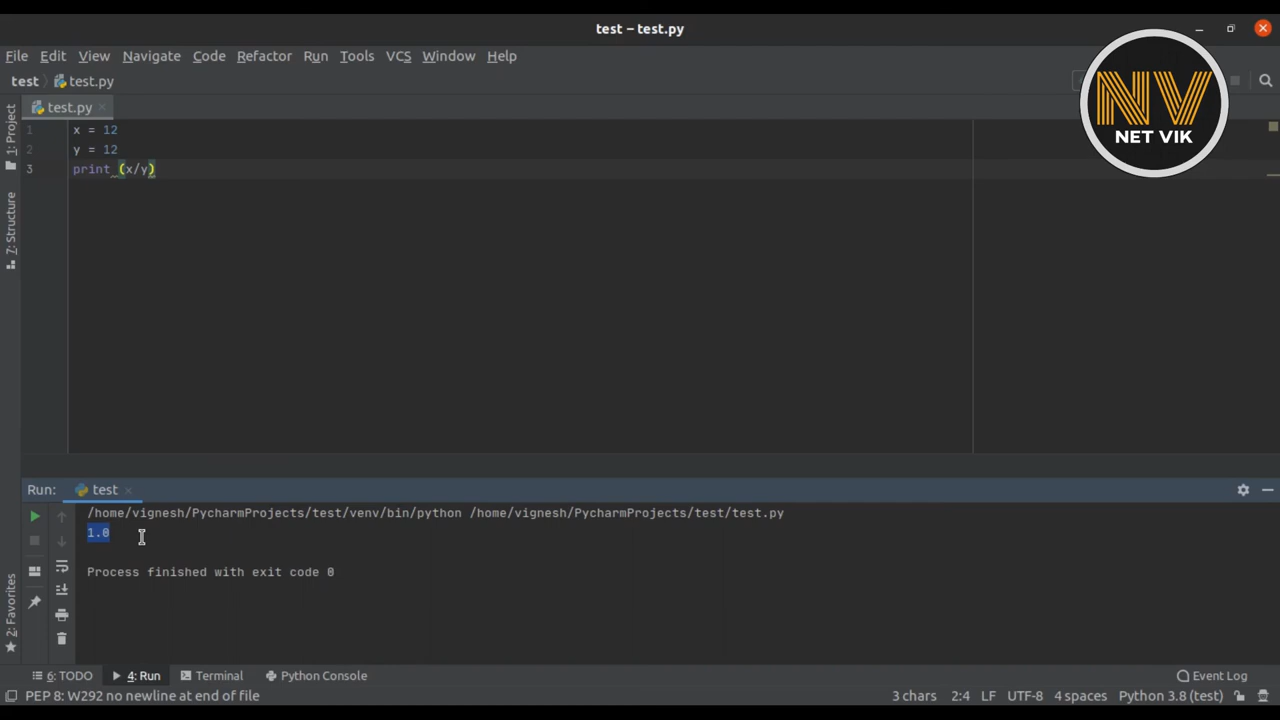 test – test.py
File Edit View Navigate Code Refactor Run Tools VCS Window Help
test test.py
NV
NET VIK
test.py
1: Project
7: Structure
2: Favorites
1 x = 12
2 y = 12
3 print (x/y)
Run: test
/home/vignesh/PycharmProjects/test/venv/bin/python /home/vignesh/PycharmProjects/test/test.py
1.0
Process finished with exit code 0
6: TODO 4: Run Terminal Python Console Event Log
PEP 8: W292 no newline at end of file 3 chars 2:4 LF UTF-8 4 spaces Python 3.8 (test)